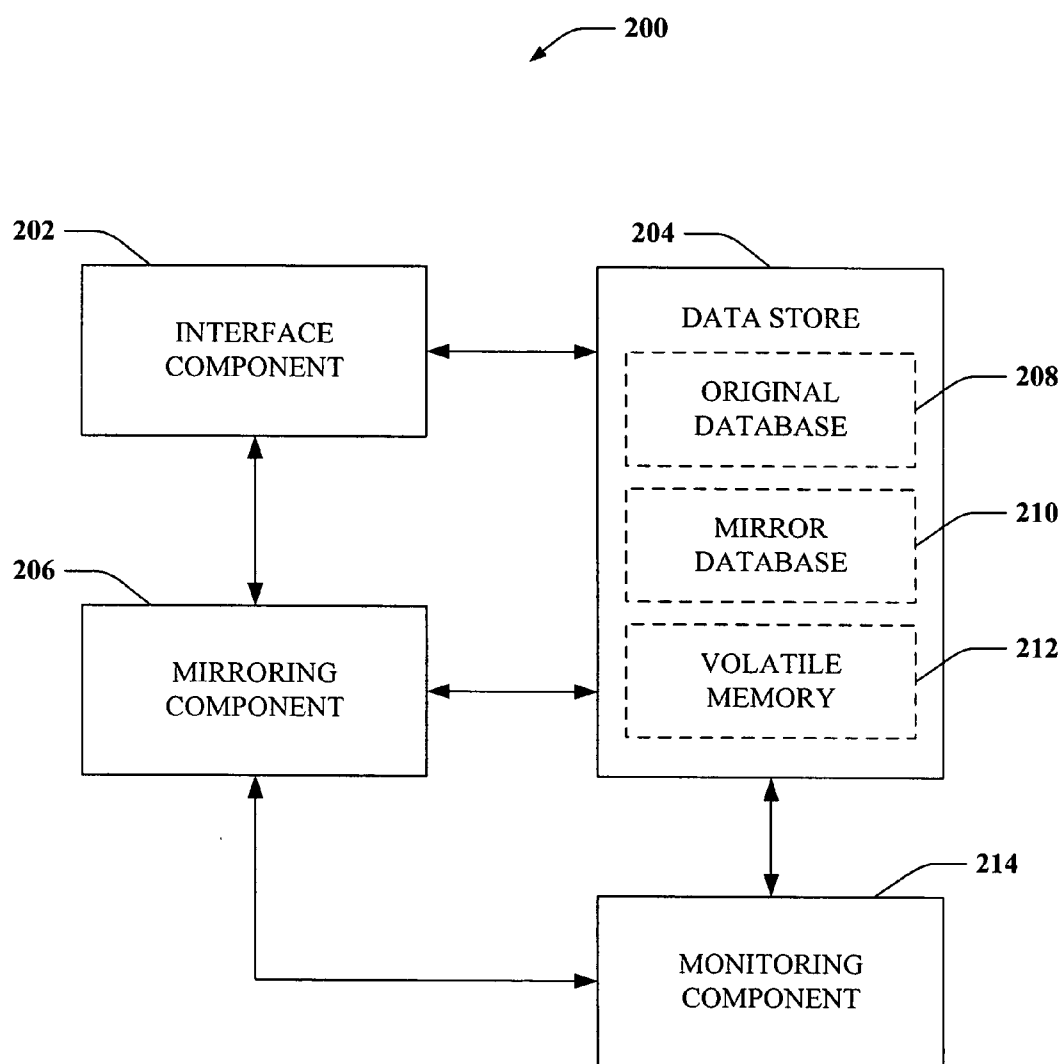 200
202
204
INTERFACE
COMPONENT
DATA STORE
ORIGINAL
DATABASE
208
MIRROR
DATABASE
210
206
MIRRORING
COMPONENT
VOLATILE
MEMORY
212
214
MONITORING
COMPONENT